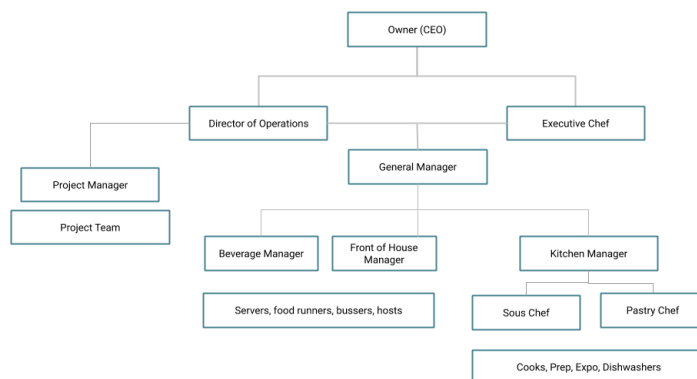 Owner (CEO)
Director of Operations
Executive Chef
General Manager
Project Manager
Project Team
Beverage Manager
Front of House
Manager
Kitchen Manager
Servers, food runners, bussers, hosts
Sous Chef
Pastry Chef
Cooks, Prep, Expo, Dishwashers